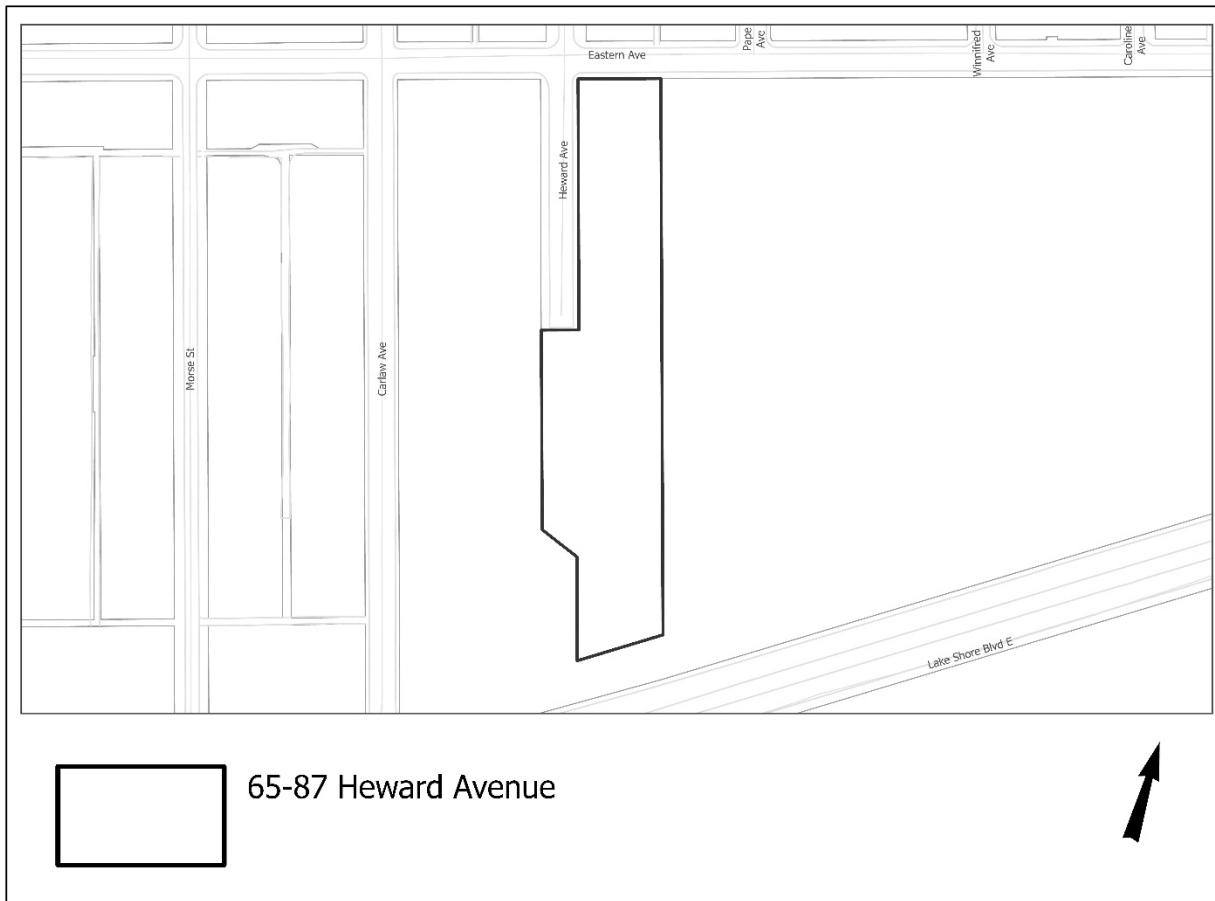 Eastern Ave
Pape
Ave
Winnifred
Ave
Caroline
Ave
Heward Ave
Morse St
Carlaw Ave
Lake Shore Blvd E
65-87 Heward Avenue